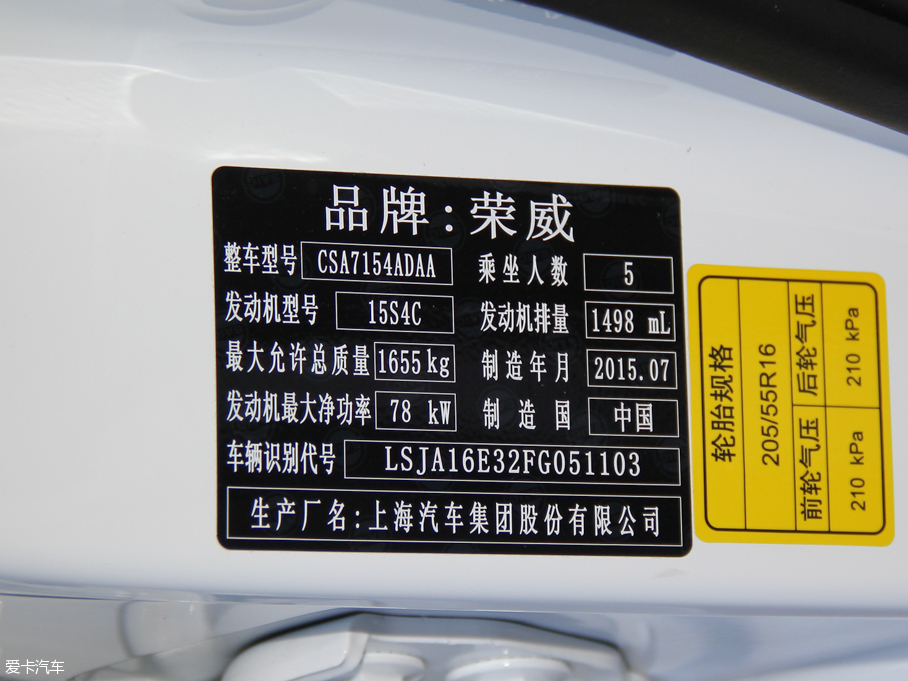 品牌:荣威
整车型号 CSA7154ADAA 乘坐人数 5
发动机型号 15S4C 发动机排量 1498 mL
最大允许总质量 1655kg 制造年月 2015.07
发动机最大净功率 78 kW 制造国 中国
车辆识别代号 LSJA16E32FG051103
生产厂名:上海汽车集团股份有限公司
轮胎规格
205/55R16
前轮气压 后轮气压
210 kPa 210 kPa
爱卡汽车